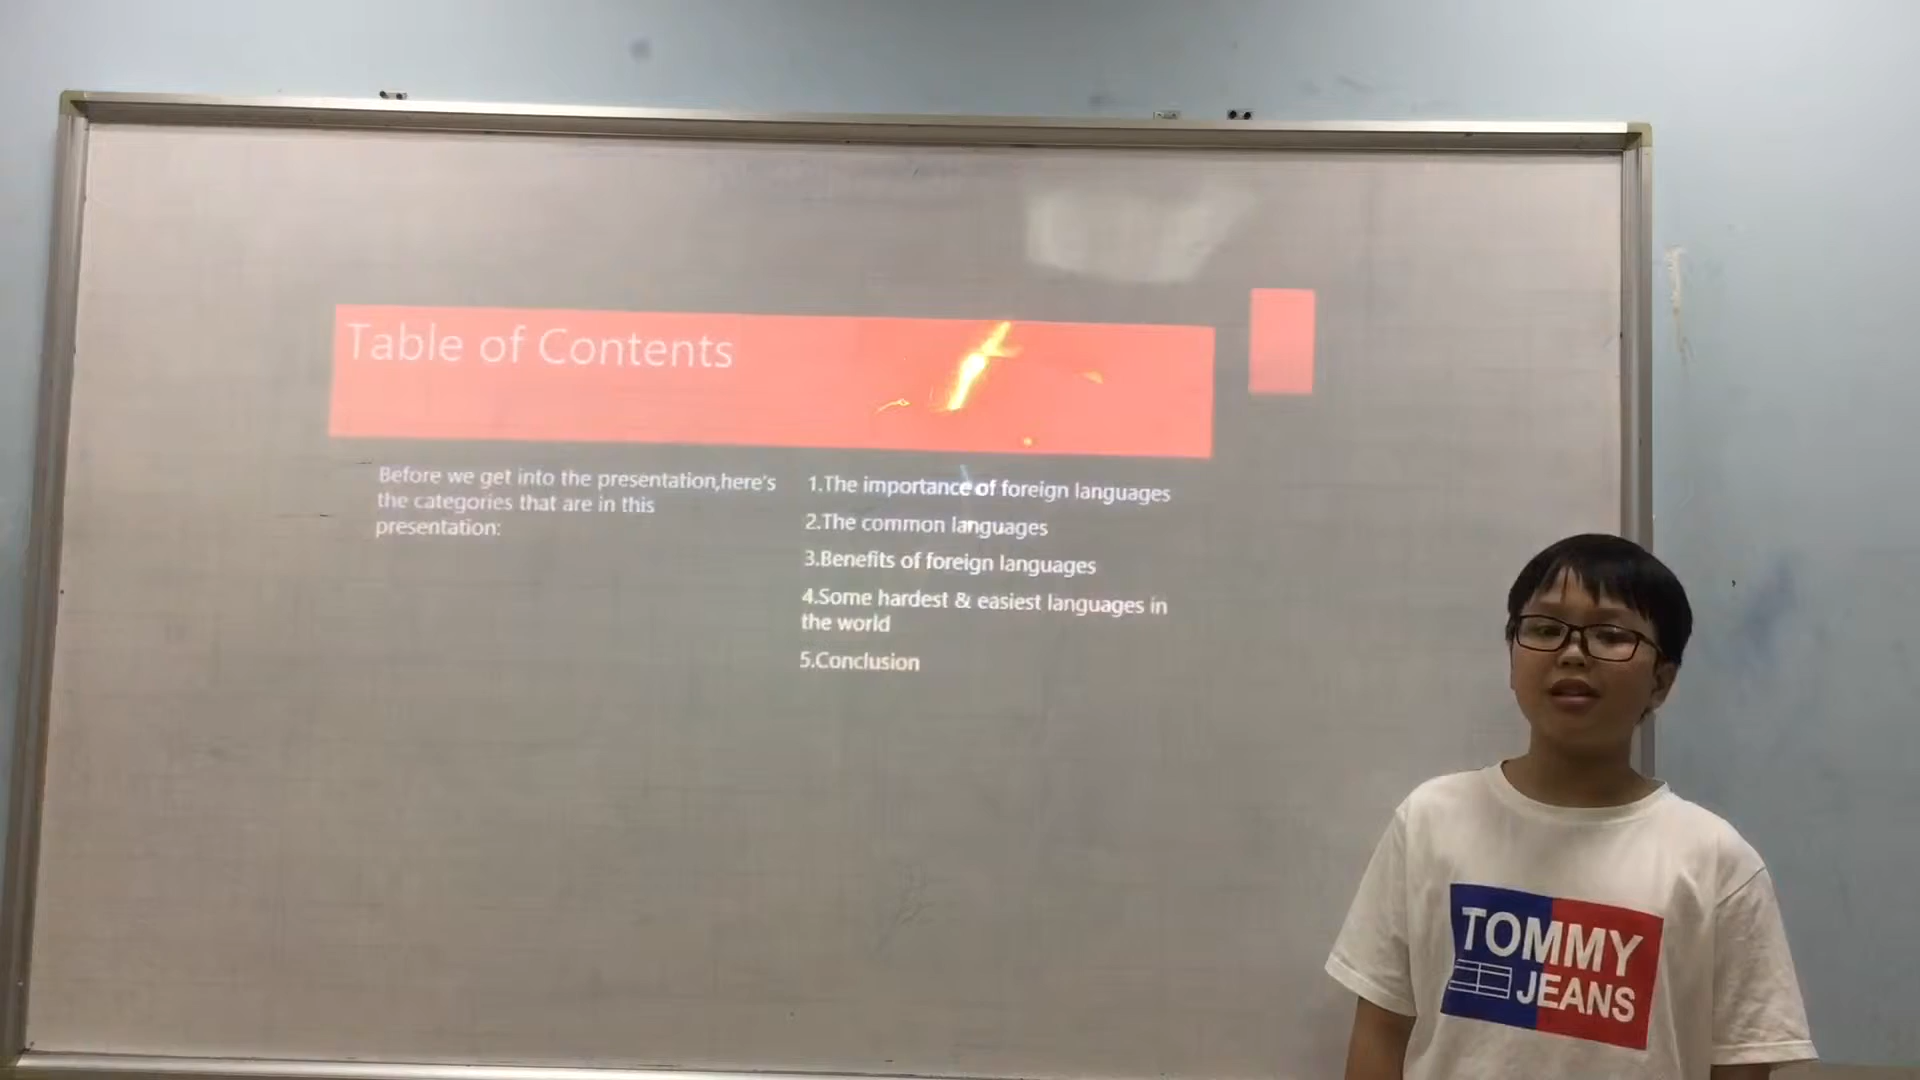 Table of Contents
Before we get into the presentation,here's
the categories that are in this
presentation:
1.The importance of foreign languages
2.The common languages
3.Benefits of foreign languages
4.Some hardest & easiest languages in
the world
5.Conclusion
TOMMY
JEANS